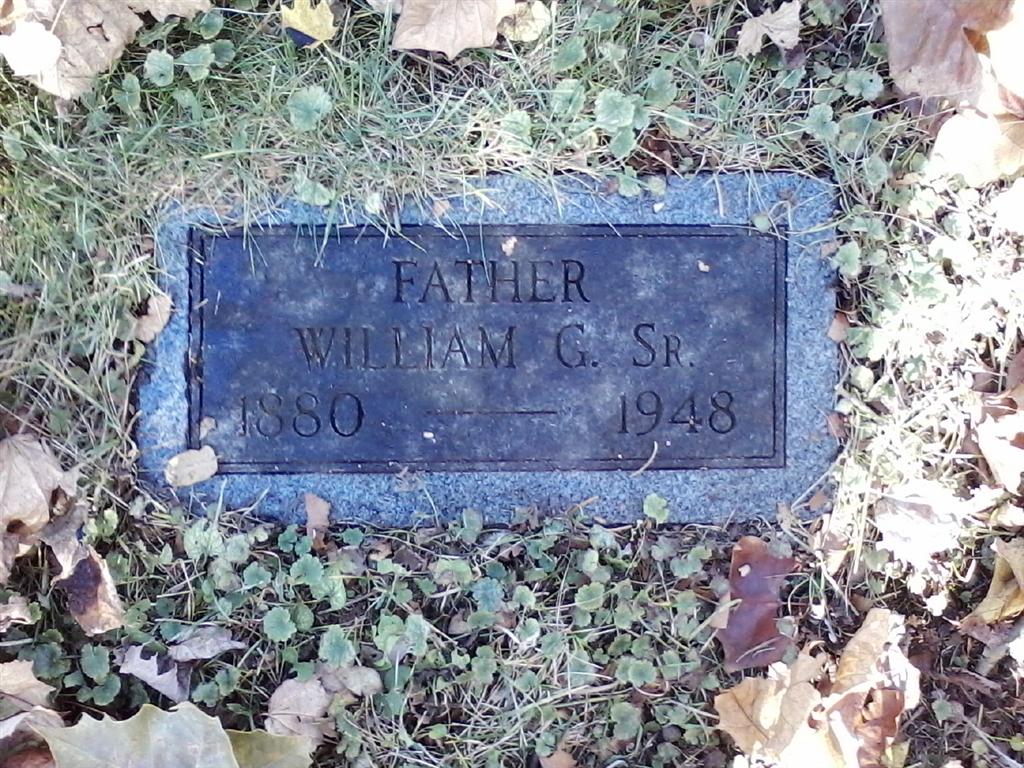 FATHER
WILLIAM G. SR.
1880 — 1948